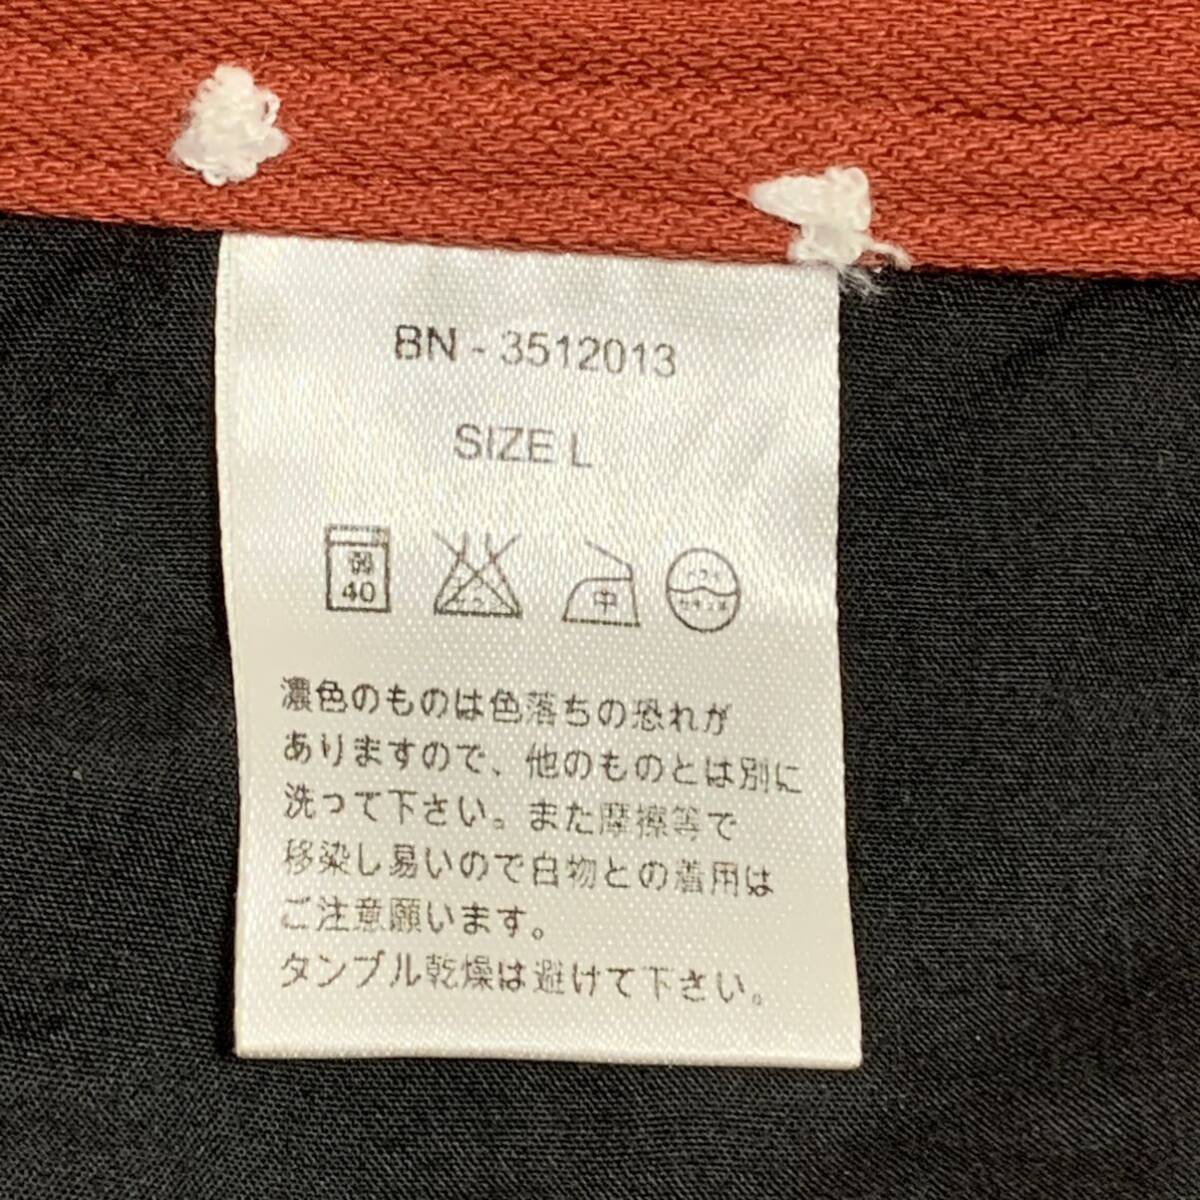 BN - 3512013
SIZE L
弱
40
中
濃色のものは色落ちの恐れが
ありますので、他のものとは別に
洗って下さい。また摩擦等で
移染し易いので白物との着用は
ご注意願います。
タンブル乾燥は避けて下さい。